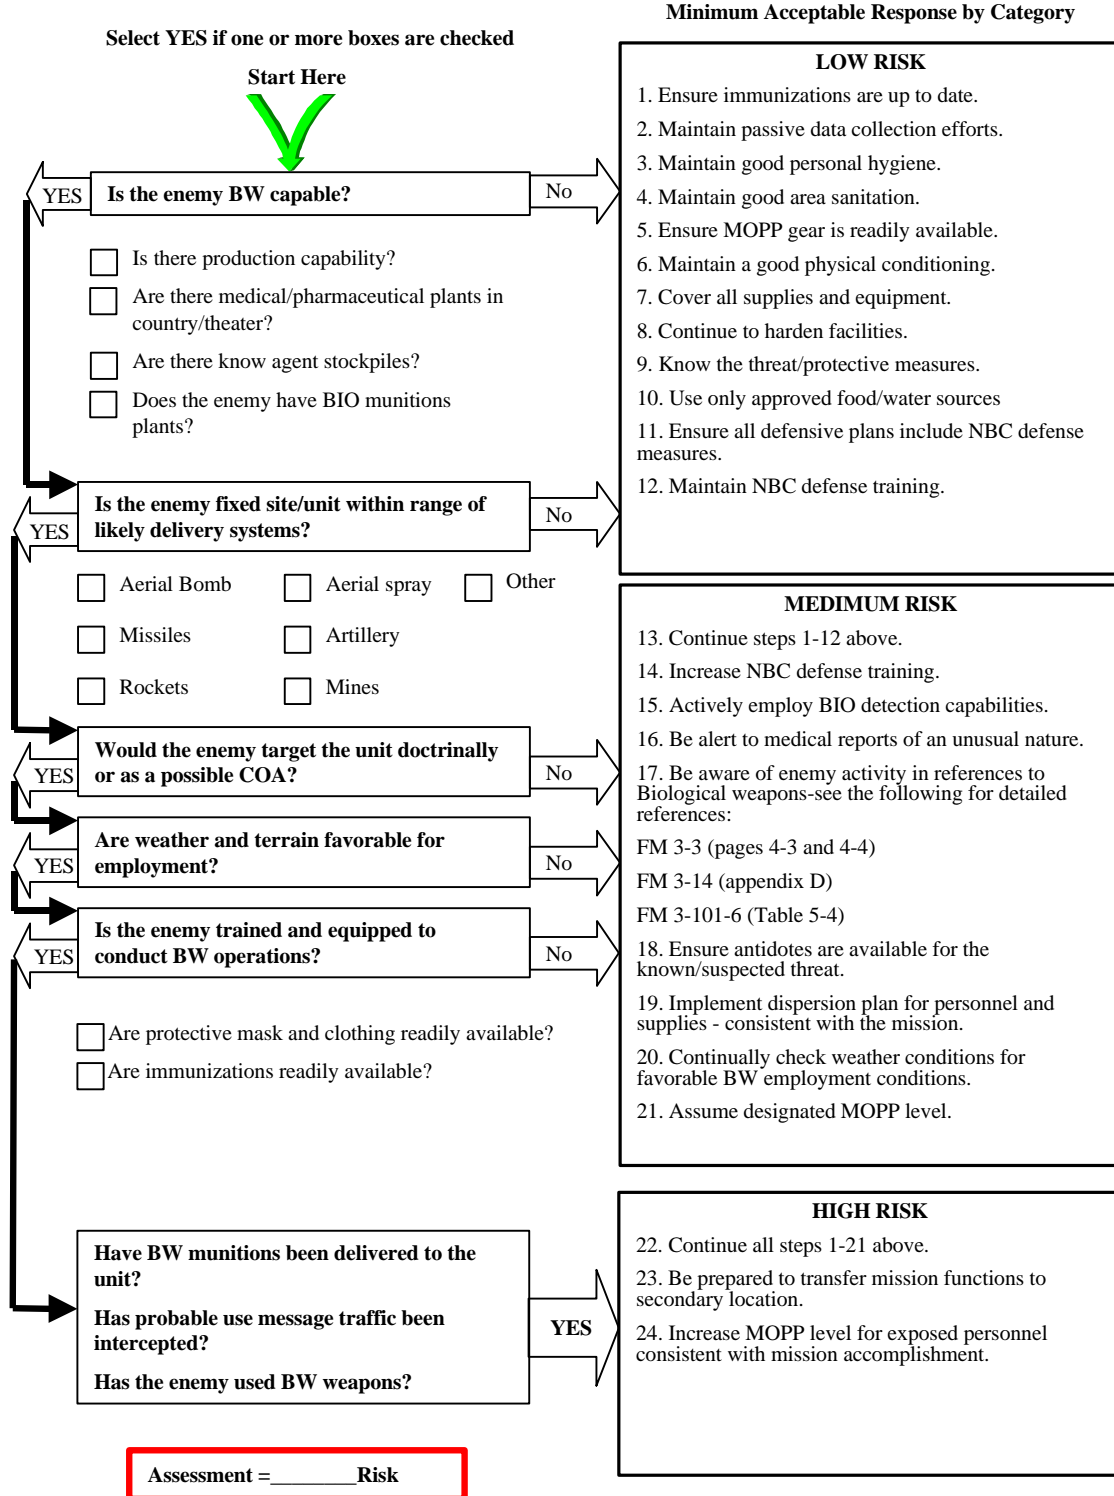 Minimum Acceptable Response by Category
Select YES if one or more boxes are checked
Start Here
YES
Is the enemy BW capable?
No
Is there production capability?
Are there medical/pharmaceutical plants in
country/theater?
Are there know agent stockpiles?
Does the enemy have BIO munitions
plants?
YES
Is the enemy fixed site/unit within range of
likely delivery systems?
No
Aerial Bomb
Aerial spray
Other
Missiles
Artillery
Rockets
Mines
YES
Would the enemy target the unit doctrinally
or as a possible COA?
No
YES
Are weather and terrain favorable for
employment?
No
YES
Is the enemy trained and equipped to
conduct BW operations?
No
Are protective mask and clothing readily available?
Are immunizations readily available?
Have BW munitions been delivered to the
unit?
Has probable use message traffic been
intercepted?
Has the enemy used BW weapons?
YES
Assessment =________Risk
LOW RISK
1. Ensure immunizations are up to date.
2. Maintain passive data collection efforts.
3. Maintain good personal hygiene.
4. Maintain good area sanitation.
5. Ensure MOPP gear is readily available.
6. Maintain a good physical conditioning.
7. Cover all supplies and equipment.
8. Continue to harden facilities.
9. Know the threat/protective measures.
10. Use only approved food/water sources
11. Ensure all defensive plans include NBC defense
measures.
12. Maintain NBC defense training.
MEDIMUM RISK
13. Continue steps 1-12 above.
14. Increase NBC defense training.
15. Actively employ BIO detection capabilities.
16. Be alert to medical reports of an unusual nature.
17. Be aware of enemy activity in references to
Biological weapons-see the following for detailed
references:
FM 3-3 (pages 4-3 and 4-4)
FM 3-14 (appendix D)
FM 3-101-6 (Table 5-4)
18. Ensure antidotes are available for the
known/suspected threat.
19. Implement dispersion plan for personnel and
supplies - consistent with the mission.
20. Continually check weather conditions for
favorable BW employment conditions.
21. Assume designated MOPP level.
HIGH RISK
22. Continue all steps 1-21 above.
23. Be prepared to transfer mission functions to
secondary location.
24. Increase MOPP level for exposed personnel
consistent with mission accomplishment.